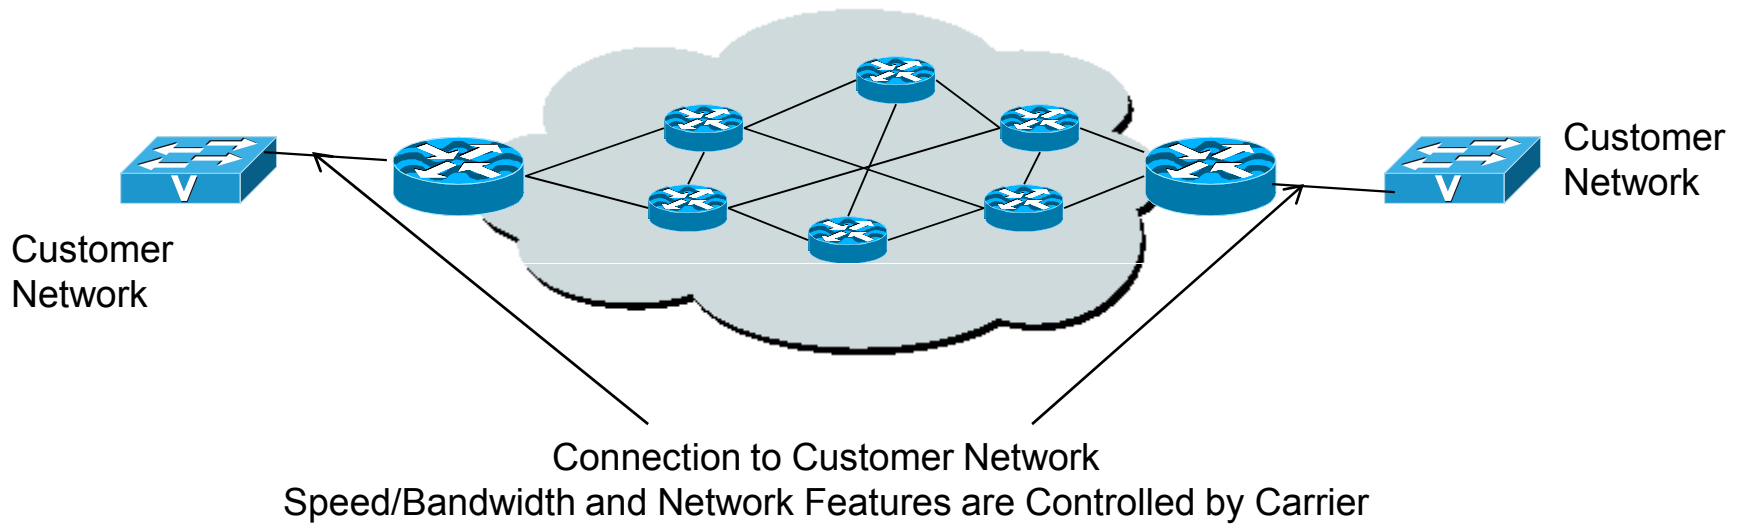 Customer
Network
V
V
Customer
Network
Connection to Customer Network
Speed/Bandwidth and Network Features are Controlled by Carrier